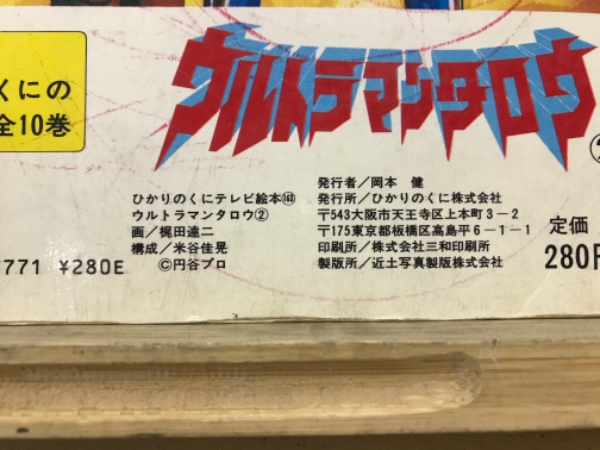 ウルトラマンタロウ
くにの
全10巻
ひかりのくにテレビ絵本163
ウルトラマンタロウ②
画/梶田達二
構成/米谷佳晃
©円谷プロ
発行者/岡本 健
発行所/ひかりのくに株式会社
〒543大阪市天王寺区上本町3-2
〒175東京都板橋区高島平6-1-1
印刷所/株式会社三和印刷所
製版所/近土写真製版株式会社
定価
280円
771 ¥280E